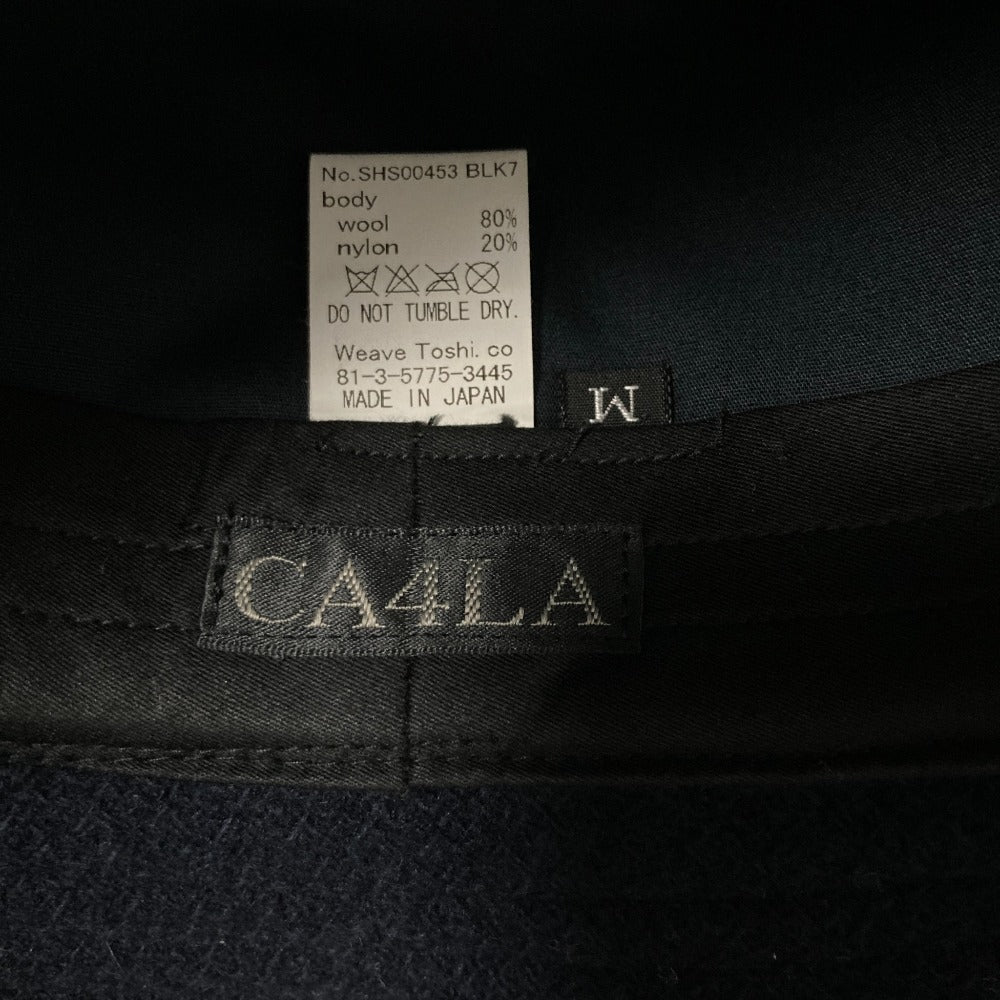 No.SHS00453 BLK7
body
wool 80%
nylon 20%
DO NOT TUMBLE DRY.
Weave Toshi. co
81-3-5775-3445
MADE IN JAPAN
M
CA4LA